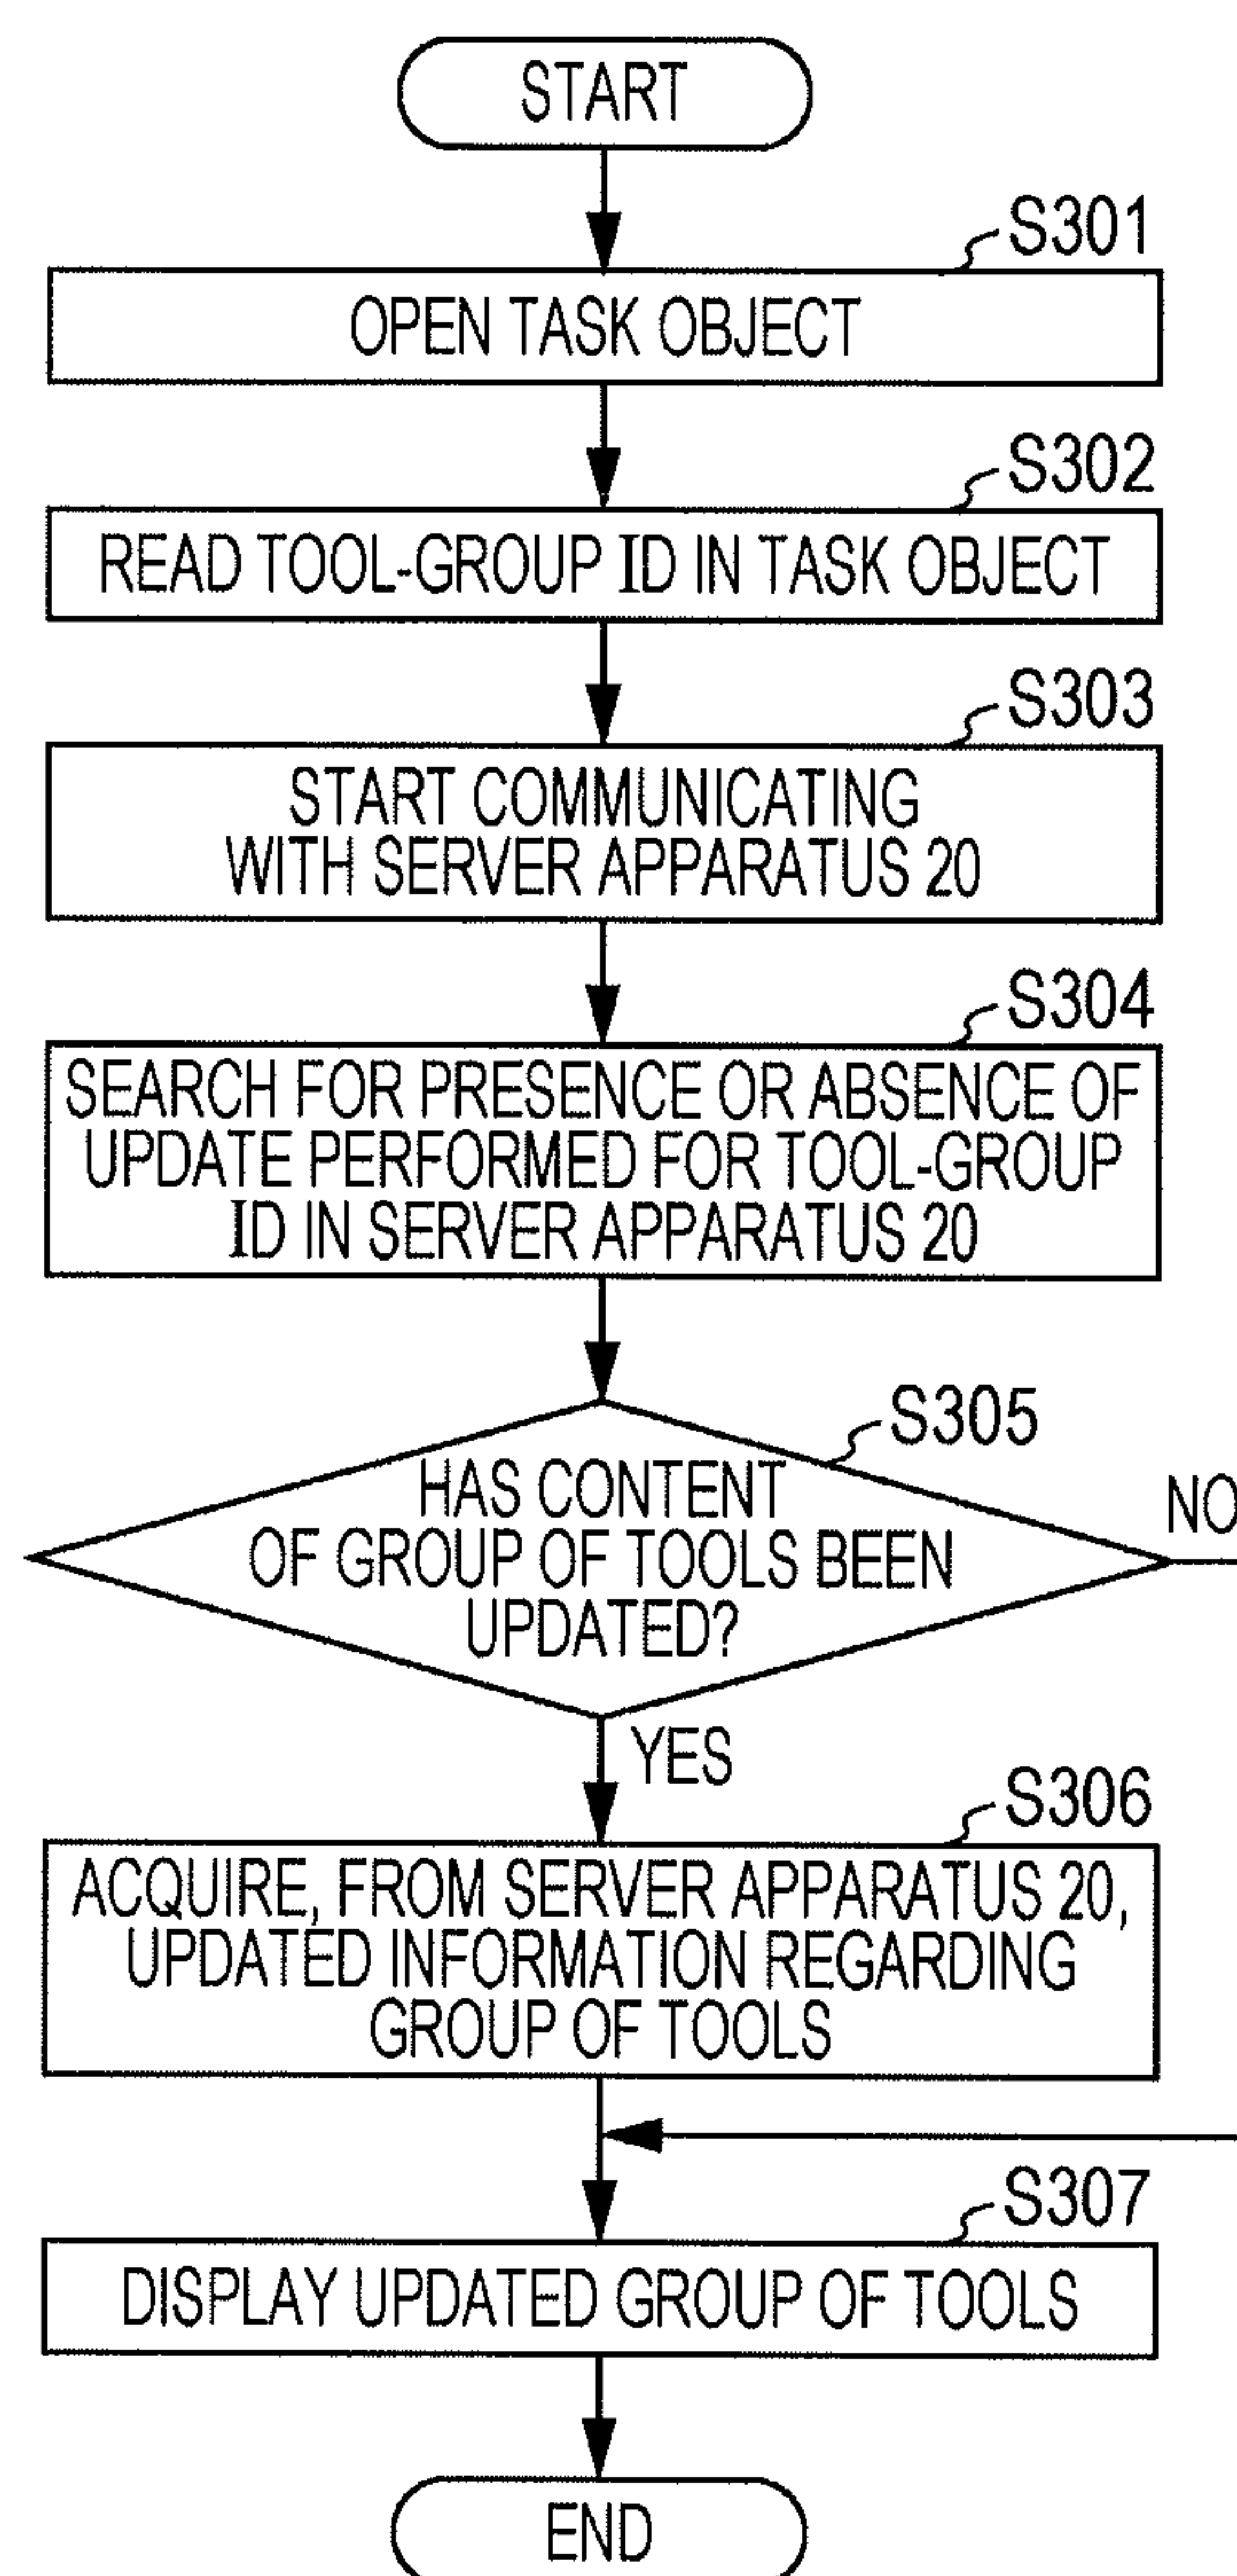 START
S301
OPEN TASK OBJECT
S302
READ TOOL-GROUP ID IN TASK OBJECT
S303
START COMMUNICATING
WITH SERVER APPARATUS 20
S304
SEARCH FOR PRESENCE OR ABSENCE OF
UPDATE PERFORMED FOR TOOL-GROUP
ID IN SERVER APPARATUS 20
S305
HAS CONTENT
OF GROUP OF TOOLS BEEN
UPDATED?
NO
YES
S306
ACQUIRE, FROM SERVER APPARATUS 20,
UPDATED INFORMATION REGARDING
GROUP OF TOOLS
S307
DISPLAY UPDATED GROUP OF TOOLS
END